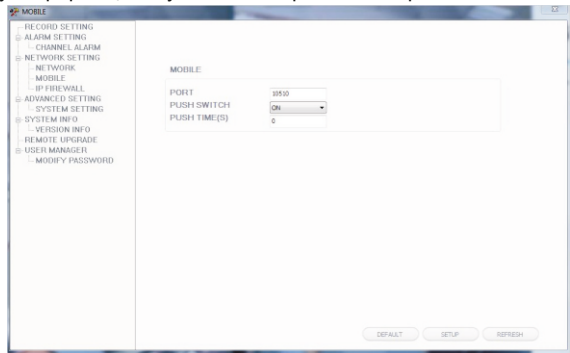 MOBILE
RECORD SETTING
ALARM SETTING
CHANNEL ALARM
NETWORK SETTING
NETWORK
MOBILE
IP FIREWALL
ADVANCED SETTING
SYSTEM SETTING
SYSTEM INFO
VERSION INFO
REMOTE UPGRADE
USER MANAGER
MODIFY PASSWORD
MOBILE
PORT 10510
PUSH SWITCH ON
PUSH TIME(S) 0
DEFAULT SETUP REFRESH